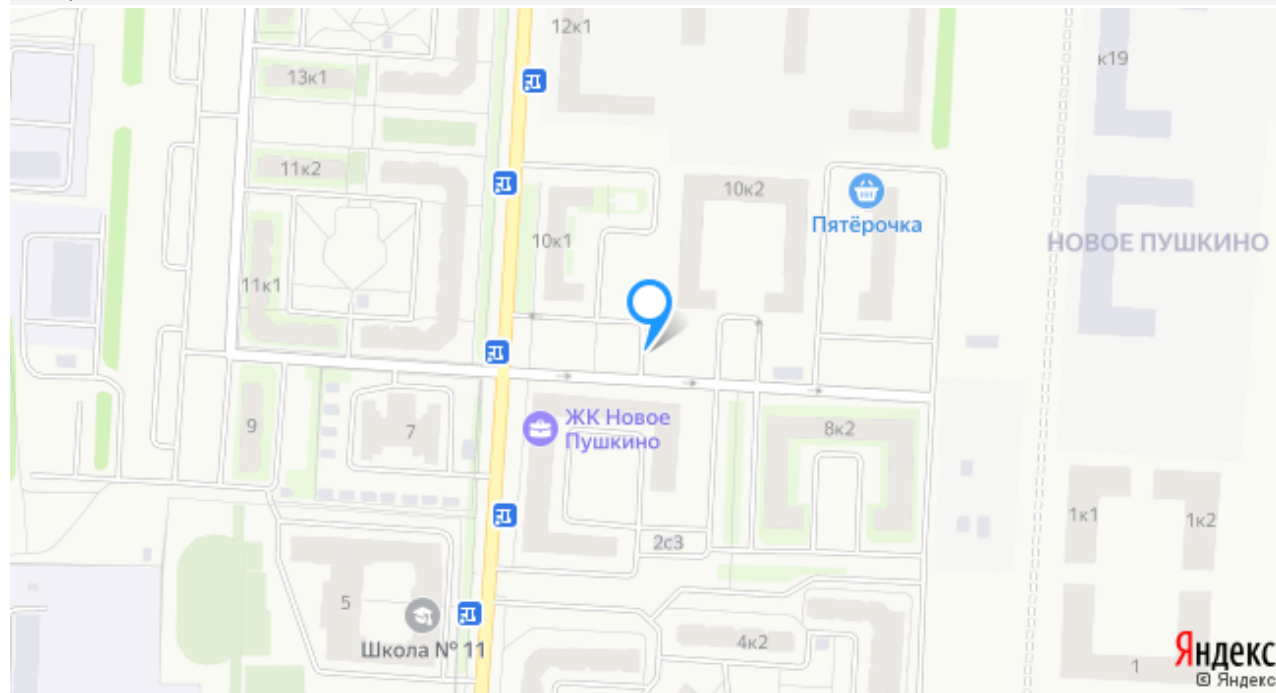 12к1
к19
13к1
11к2
10к2
Пятёрочка
10к1
НОВОЕ ПУШКИНО
11к1
ЖК Новое
Пушкино
9
7
8к2
1к1
1к2
2с3
5
Школа № 11
4к2
1
Яндекс
© Яндекс